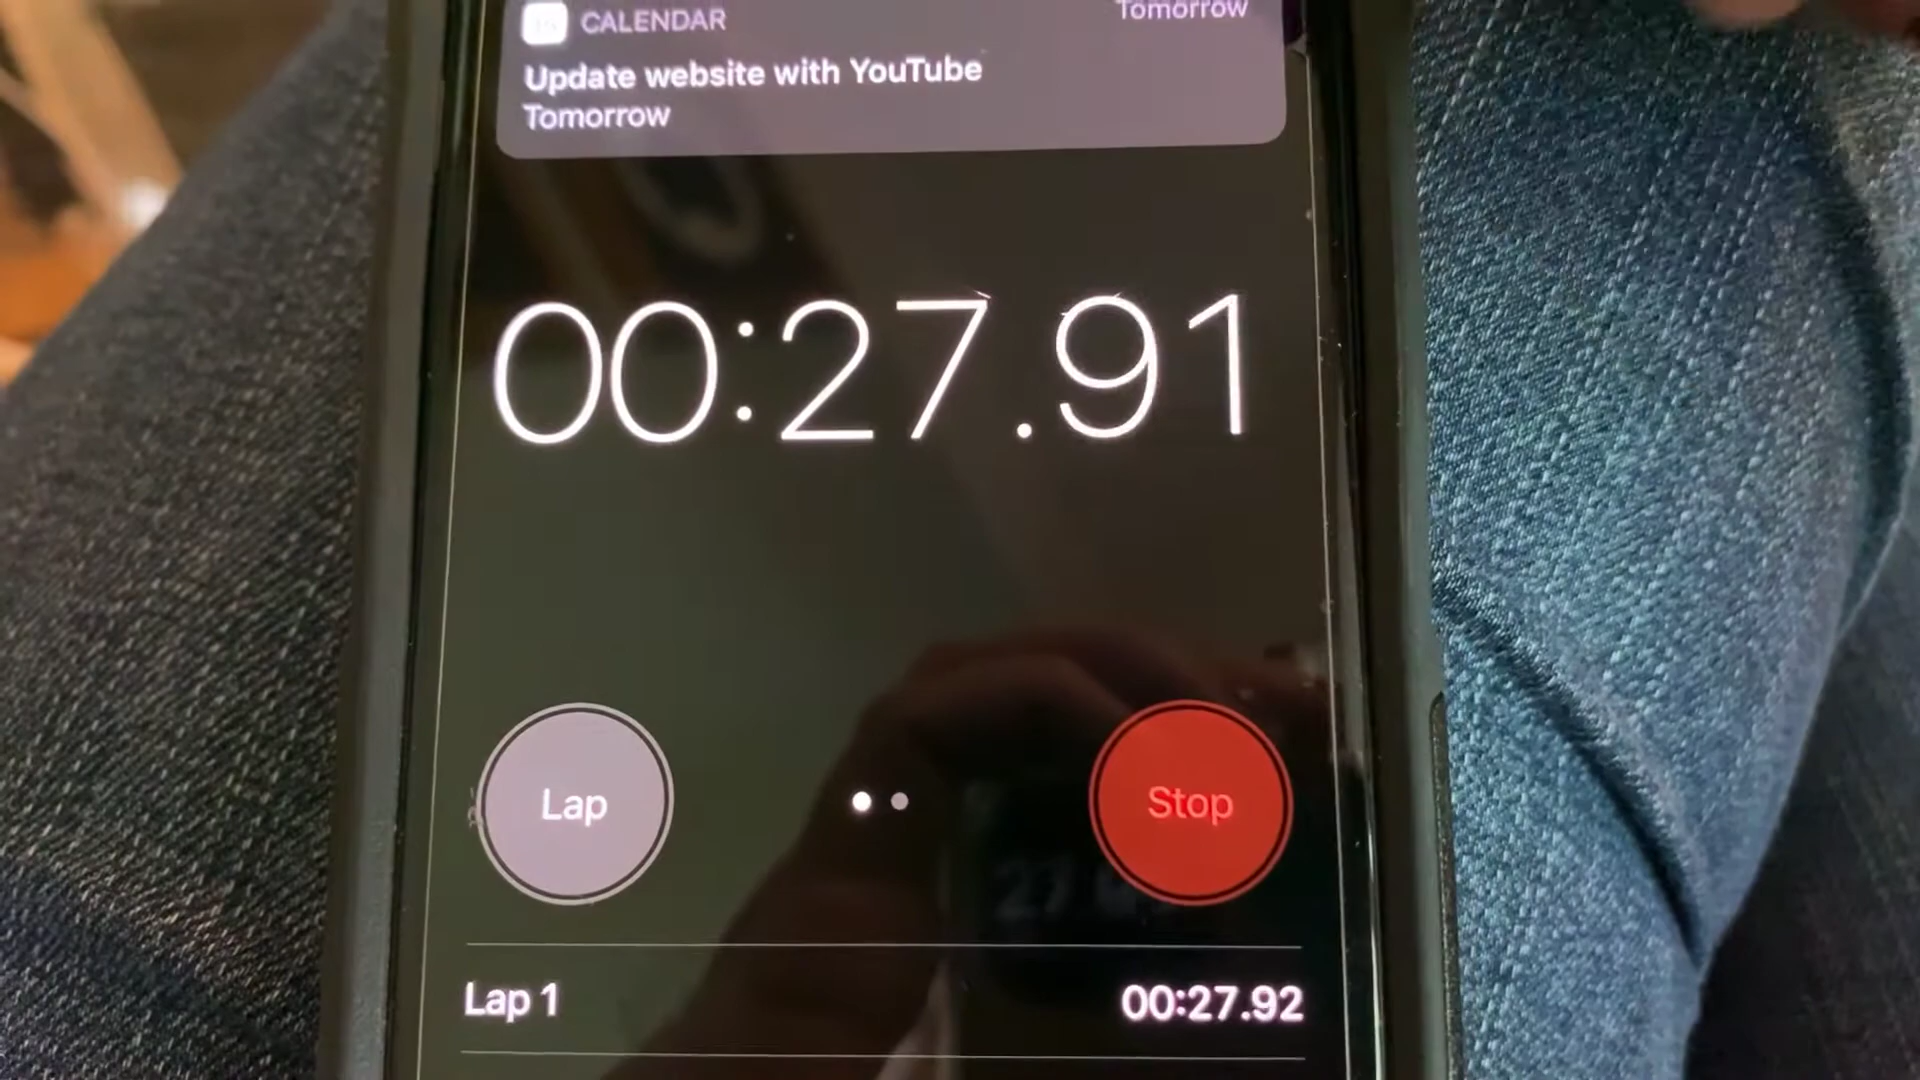 CALENDAR
Tomorrow
Update website with YouTube
Tomorrow
00:27.91
Lap
Stop
Lap 1
00:27.92